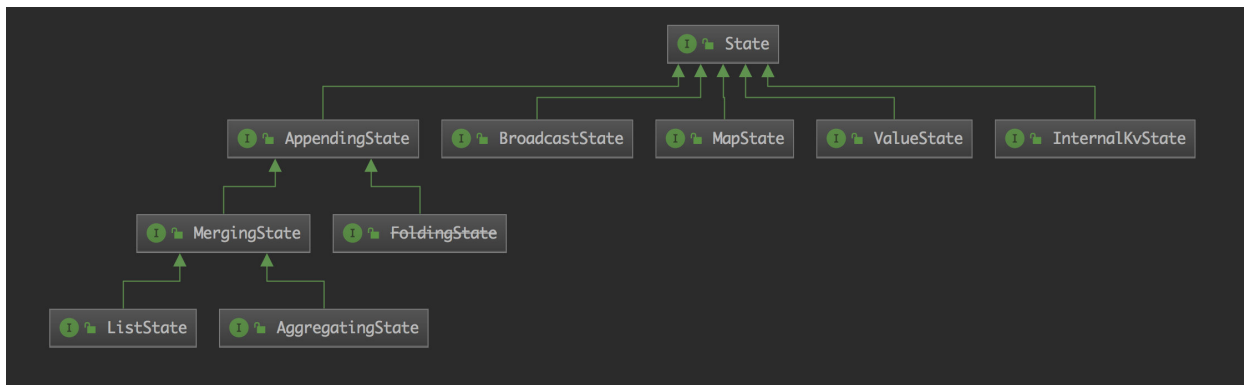 I State
I AppendingState
I BroadcastState
I MapState
I ValueState
I InternalKvState
I MergingState
I FoldingState
I ListState
I AggregatingState